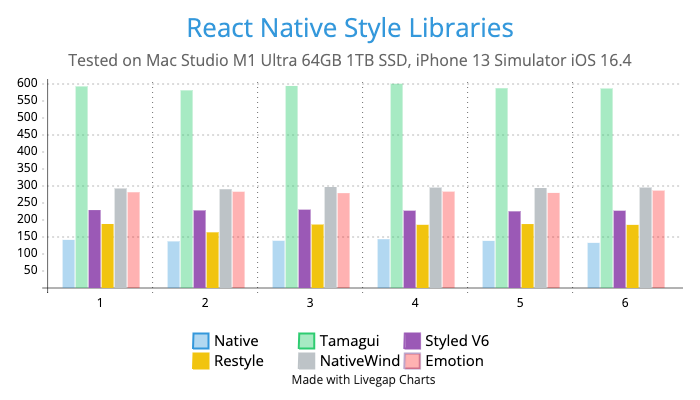 React Native Style Libraries
Tested on Mac Studio M1 Ultra 64GB 1TB SSD, iPhone 13 Simulator iOS 16.4
600
550
500
450
400
350
300
250
200
150
100
50
1 2 3 4 5 6
Native Tamagui Styled V6
Restyle NativeWind Emotion
Made with Livegap Charts